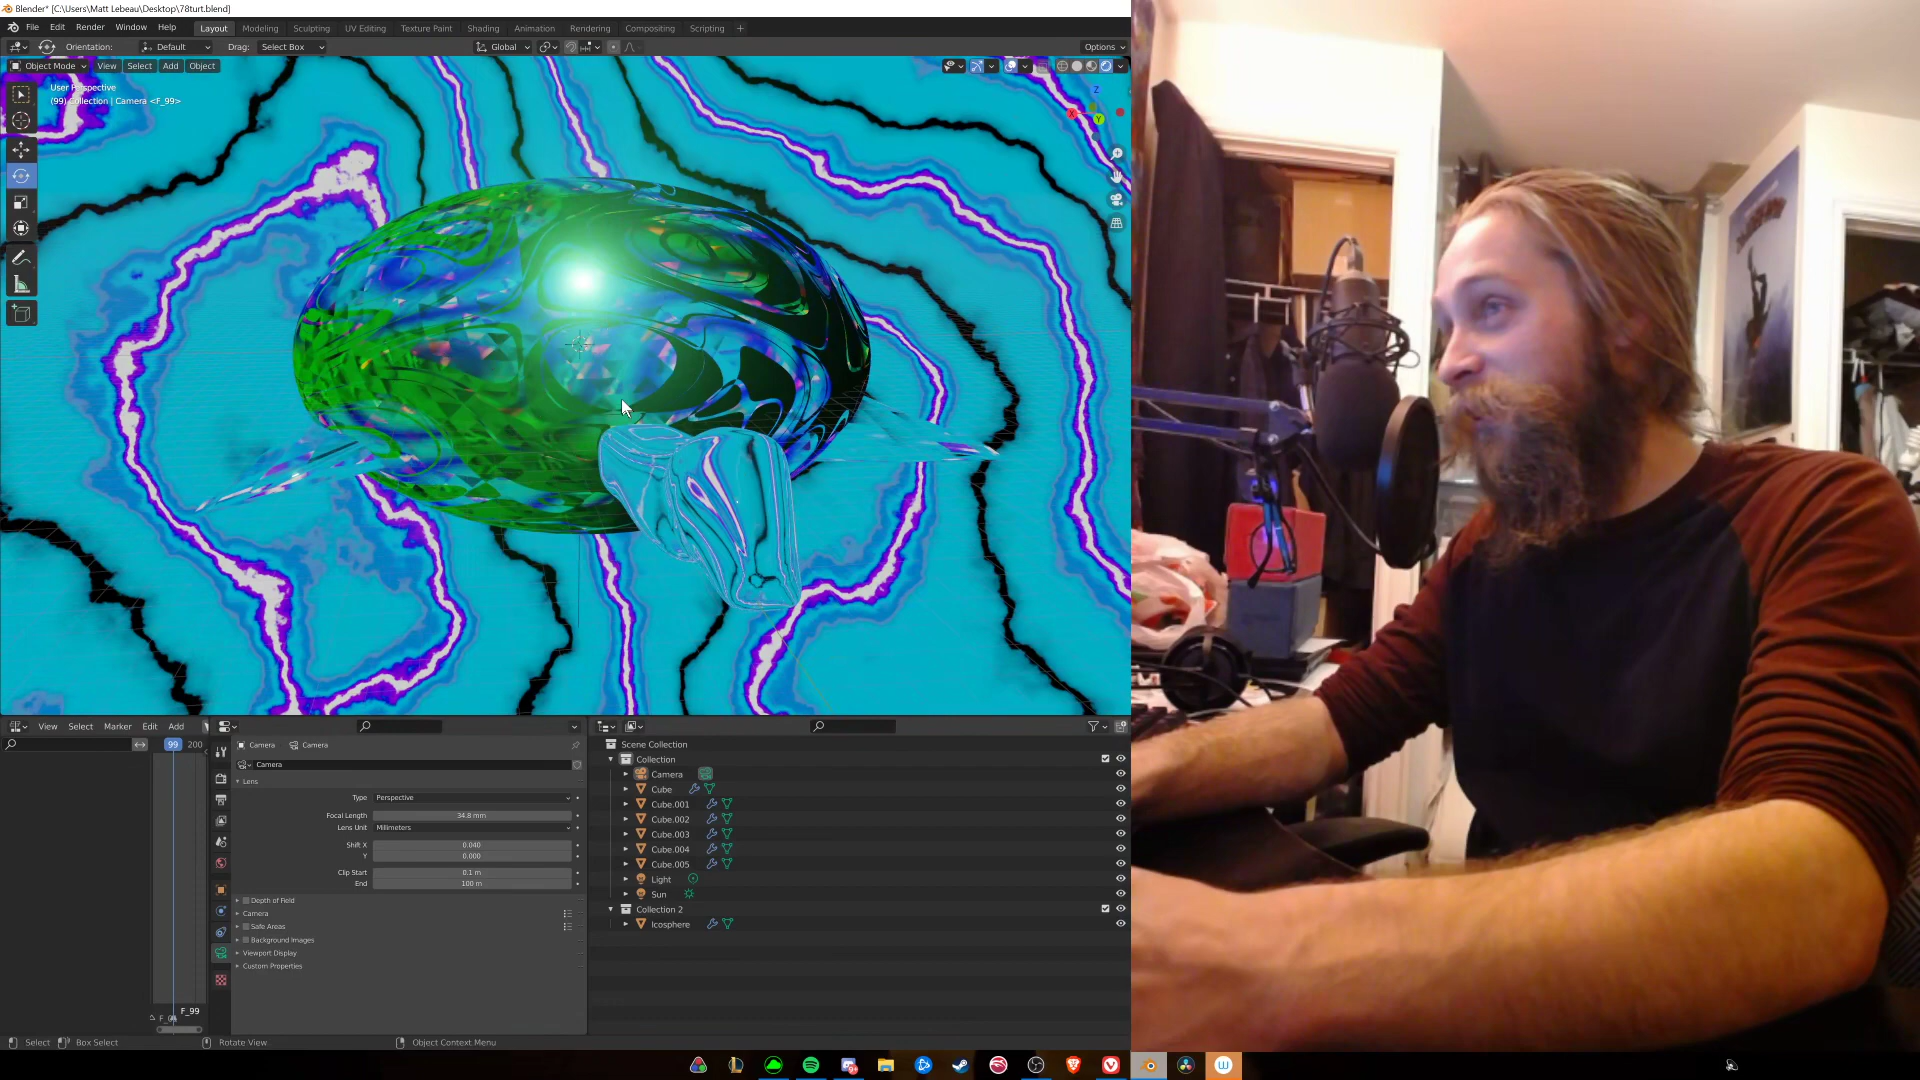 Blender* [C:\Users\Matt Lebeau\Desktop\78turt.blend]
File Edit Render Window Help Layout Modeling Sculpting UV Editing Texture Paint Shading Animation Rendering Compositing Scripting +
Orientation: Default Drag: Select Box Global Options
Object Mode View Select Add Object
User Perspective
(99) Collection | Camera <F_99>
Z
X
Y
View Select Marker Edit Add
99 200
Camera Camera
Camera
Lens
Type Perspective
Focal Length 34.8 mm
Lens Unit Millimeters
Shift X 0.040
Y 0.000
Clip Start 0.1 m
End 100 m
Depth of Field
Camera
Safe Areas
Background Images
Viewport Display
Custom Properties
F_99
Scene Collection
Collection
Camera
Cube
Cube.001
Cube.002
Cube.003
Cube.004
Cube.005
Light
Sun
Collection 2
Icosphere
Select Box Select Rotate View Object Context Menu